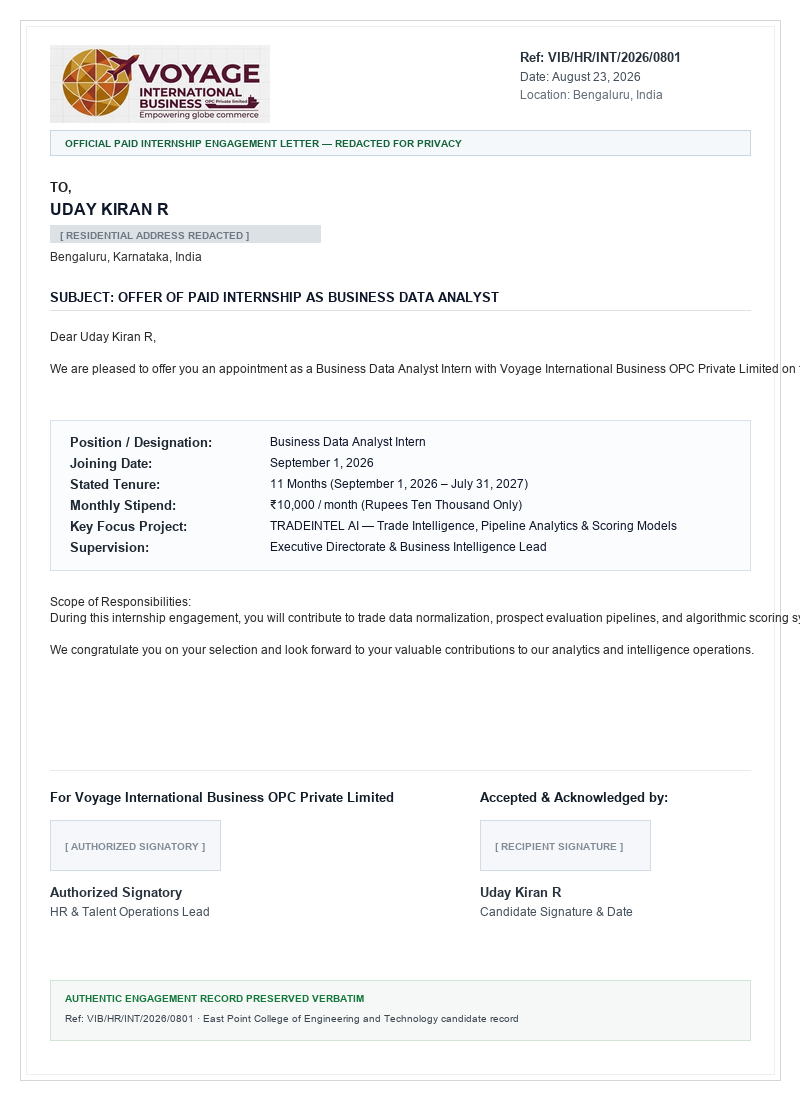 VOYAGE
INTERNATIONAL
BUSINESS OPC Private limited
Empowering globe commerce
Ref: VIB/HR/INT/2026/0801
Date: August 23, 2026
Location: Bengaluru, India
OFFICIAL PAID INTERNSHIP ENGAGEMENT LETTER — REDACTED FOR PRIVACY
TO,
UDAY KIRAN R
[ RESIDENTIAL ADDRESS REDACTED ]
Bengaluru, Karnataka, India
SUBJECT: OFFER OF PAID INTERNSHIP AS BUSINESS DATA ANALYST
Dear Uday Kiran R,
We are pleased to offer you an appointment as a Business Data Analyst Intern with Voyage International Business OPC Private Limited on
Position / Designation: Business Data Analyst Intern
Joining Date: September 1, 2026
Stated Tenure: 11 Months (September 1, 2026 – July 31, 2027)
Monthly Stipend: ₹10,000 / month (Rupees Ten Thousand Only)
Key Focus Project: TRADEINTEL AI — Trade Intelligence, Pipeline Analytics & Scoring Models
Supervision: Executive Directorate & Business Intelligence Lead
Scope of Responsibilities:
During this internship engagement, you will contribute to trade data normalization, prospect evaluation pipelines, and algorithmic scoring
We congratulate you on your selection and look forward to your valuable contributions to our analytics and intelligence operations.
For Voyage International Business OPC Private Limited
Accepted & Acknowledged by:
[ AUTHORIZED SIGNATORY ]
[ RECIPIENT SIGNATURE ]
Authorized Signatory
Uday Kiran R
HR & Talent Operations Lead
Candidate Signature & Date
AUTHENTIC ENGAGEMENT RECORD PRESERVED VERBATIM
Ref: VIB/HR/INT/2026/0801 · East Point College of Engineering and Technology candidate record